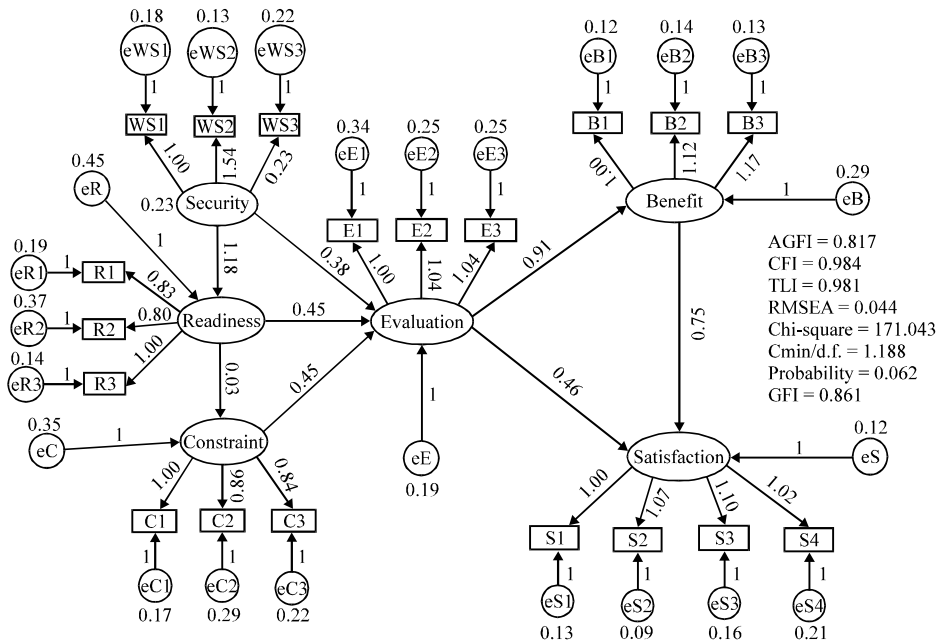 0.18
0.13
0.22
eWS1
eWS2
eWS3
1
1
1
WS1
WS2
WS3
1.00
1.54
0.23
0.12
0.14
0.13
eB1
eB2
eB3
1
1
1
B1
B2
B3
1.00
1.12
1.17
0.34
0.25
0.25
eE1
eE2
eE3
1
1
1
E1
E2
E3
1.00
1.04
1.04
0.45
eR
1
0.23
Security
1.18
0.38
Benefit
1
0.29
eB
0.91
0.75
AGFI = 0.817
CFI = 0.984
TLI = 0.981
RMSEA = 0.044
Chi-square = 171.043
Cmin/d.f. = 1.188
Probability = 0.062
GFI = 0.861
0.19
eR1
1
R1
0.83
0.37
eR2
1
R2
0.80
0.14
eR3
1
R3
1.00
Readiness
0.45
Evaluation
0.03
0.45
0.46
1
eE
0.19
0.35
eC
1
Constraint
1.00
0.98
0.84
C1
C2
C3
1
1
1
eC1
eC2
eC3
0.17
0.29
0.22
Satisfaction
1
0.12
eS
1.00
1.07
1.10
1.02
S1
S2
S3
S4
1
1
1
1
eS1
eS2
eS3
eS4
0.13
0.09
0.16
0.21